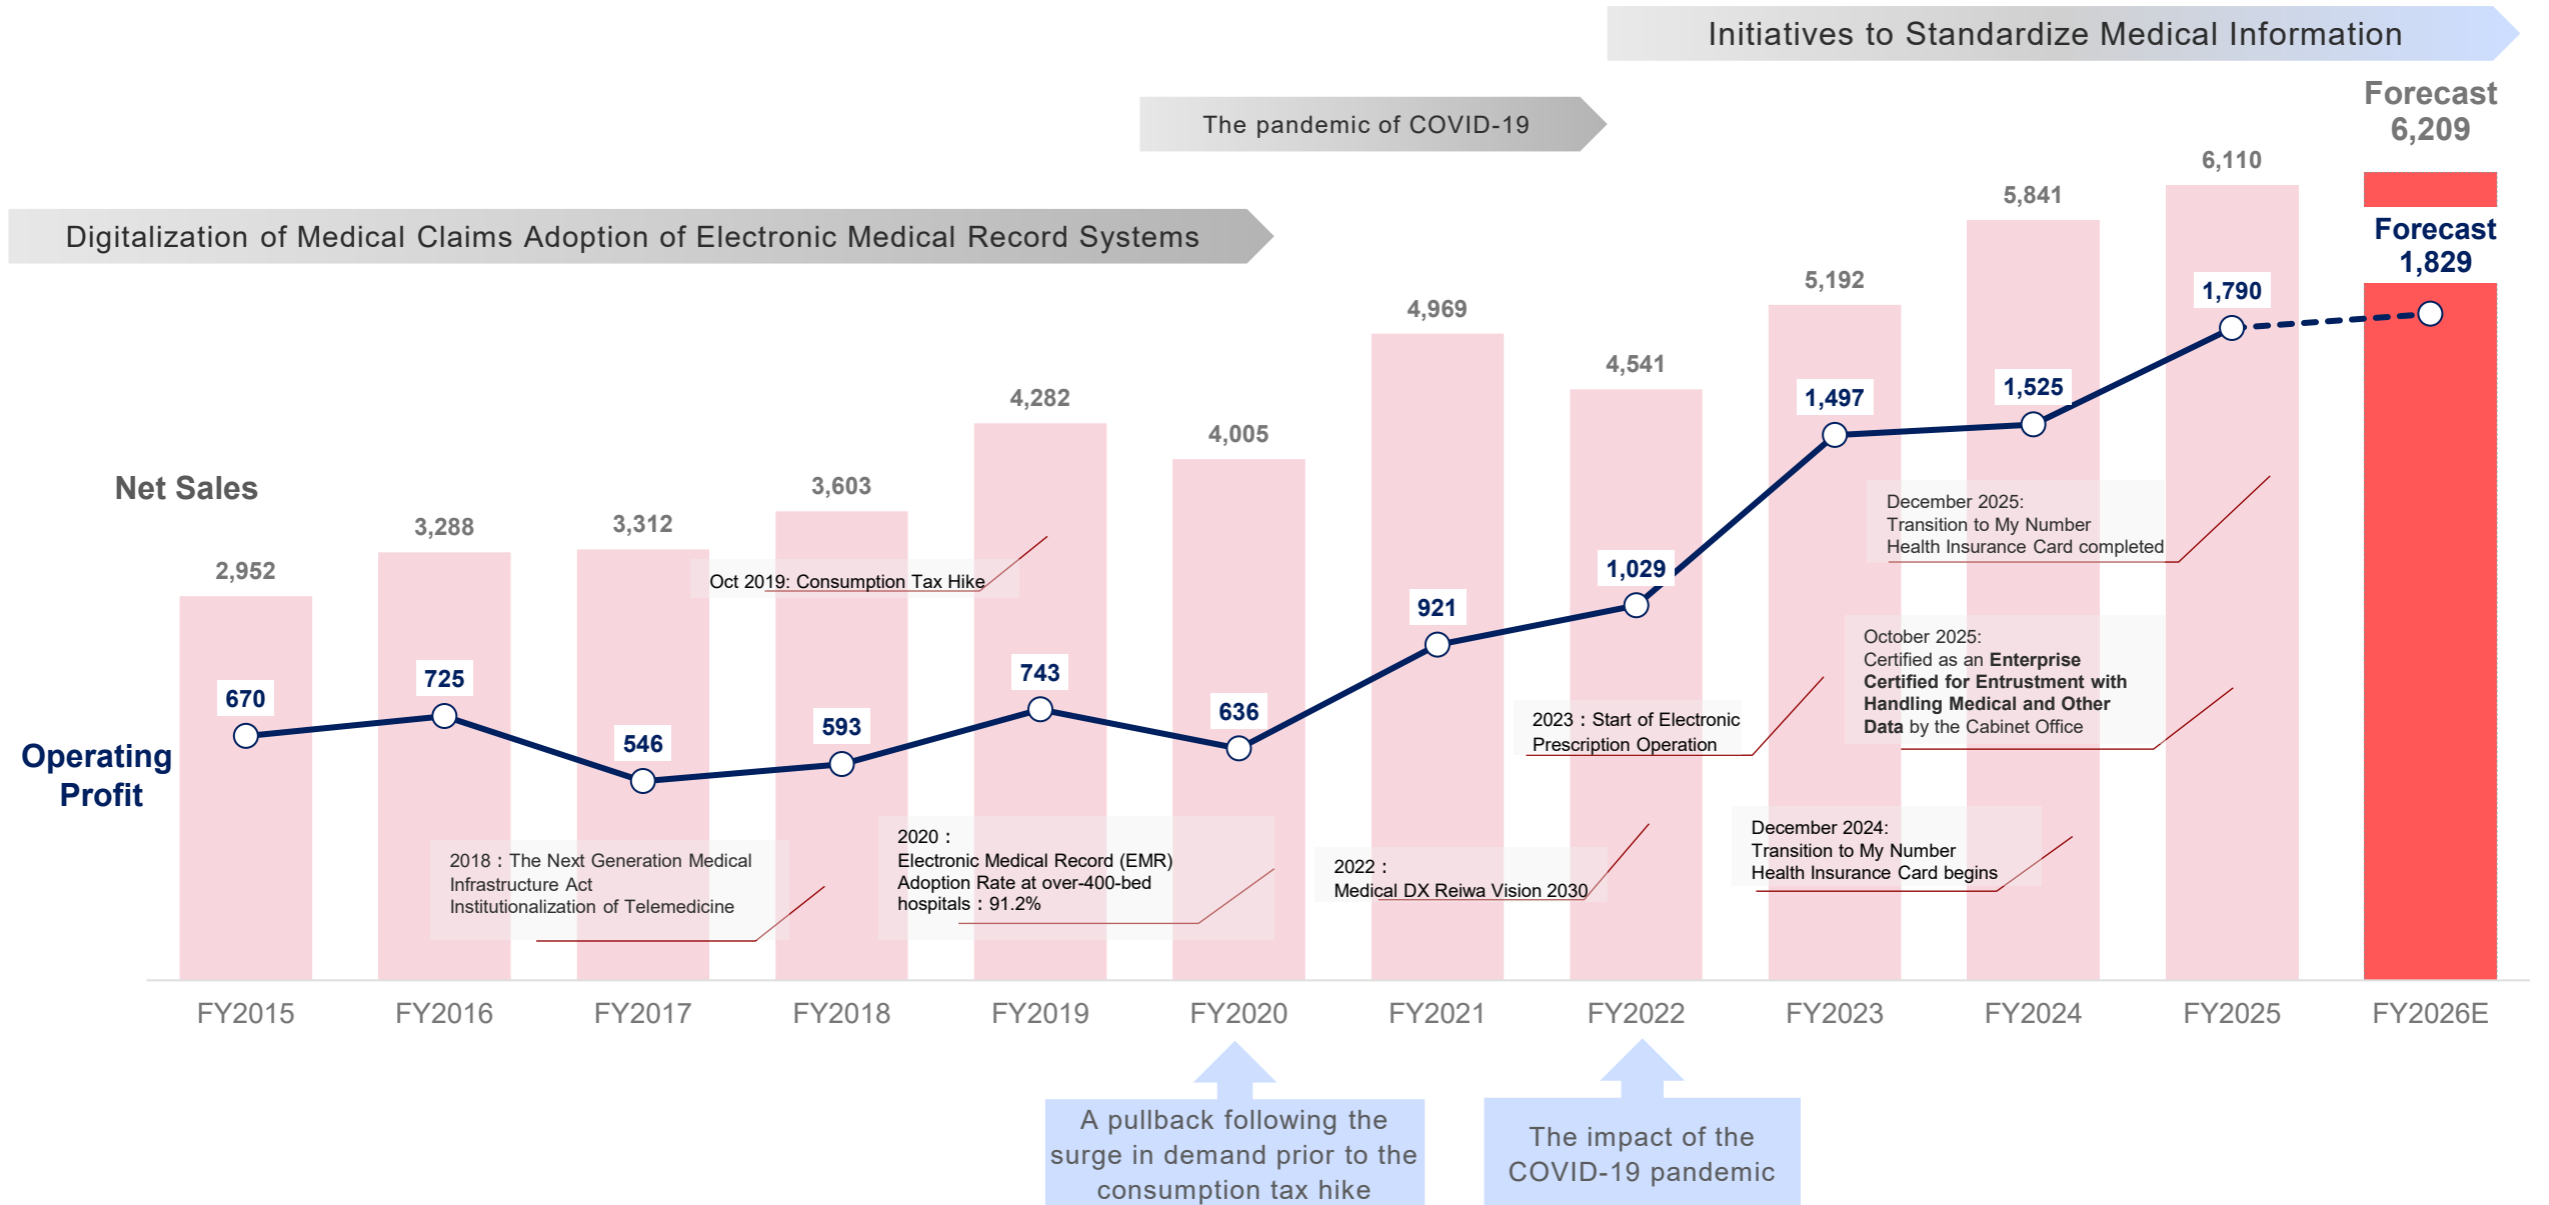 Initiatives to Standardize Medical Information
The pandemic of COVID-19
Digitalization of Medical Claims Adoption of Electronic Medical Record Systems
Forecast
6,209
Forecast
1,829
Net Sales
2,952
3,288
3,312
3,603
4,282
4,005
4,969
4,541
5,192
5,841
6,110
Operating
Profit
670
725
546
593
743
636
921
1,029
1,497
1,525
1,790
Oct 2019: Consumption Tax Hike
2018 : The Next Generation Medical
Infrastructure Act
Institutionalization of Telemedicine
2020 :
Electronic Medical Record (EMR)
Adoption Rate at over-400-bed
hospitals : 91.2%
2022 :
Medical DX Reiwa Vision 2030
2023 : Start of Electronic
Prescription Operation
December 2024:
Transition to My Number
Health Insurance Card begins
October 2025:
Certified as an Enterprise
Certified for Entrustment with
Handling Medical and Other
Data by the Cabinet Office
December 2025:
Transition to My Number
Health Insurance Card completed
FY2015
FY2016
FY2017
FY2018
FY2019
FY2020
FY2021
FY2022
FY2023
FY2024
FY2025
FY2026E
A pullback following the
surge in demand prior to the
consumption tax hike
The impact of the
COVID-19 pandemic